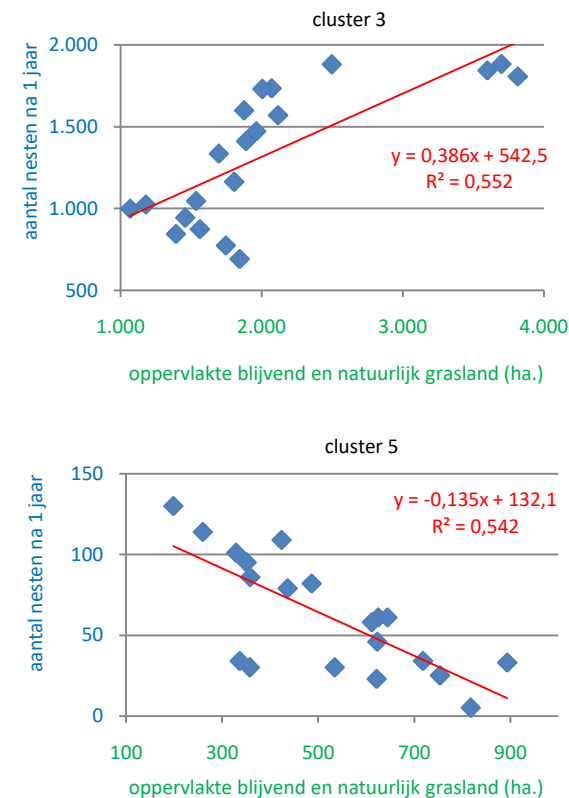 cluster 3
aantal nesten na 1 jaar
2.000
1.500
1.000
500
y = 0,386x + 542,5
R² = 0,552
1.000 2.000 3.000 4.000
oppervlakte blijvend en natuurlijk grasland (ha.)
cluster 5
aantal nesten na 1 jaar
150
100
50
0
y = -0,135x + 132,1
R² = 0,542
100 300 500 700 900
oppervlakte blijvend en natuurlijk grasland (ha.)